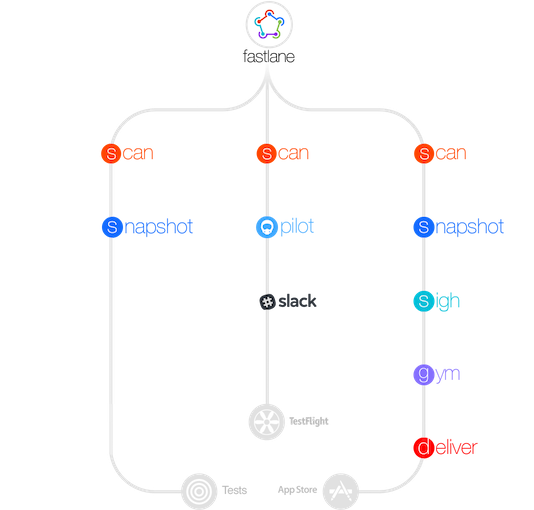 fastlane
scan scan scan
snapshot pilot snapshot
slack sigh
gym
TestFlight
deliver
Tests App Store